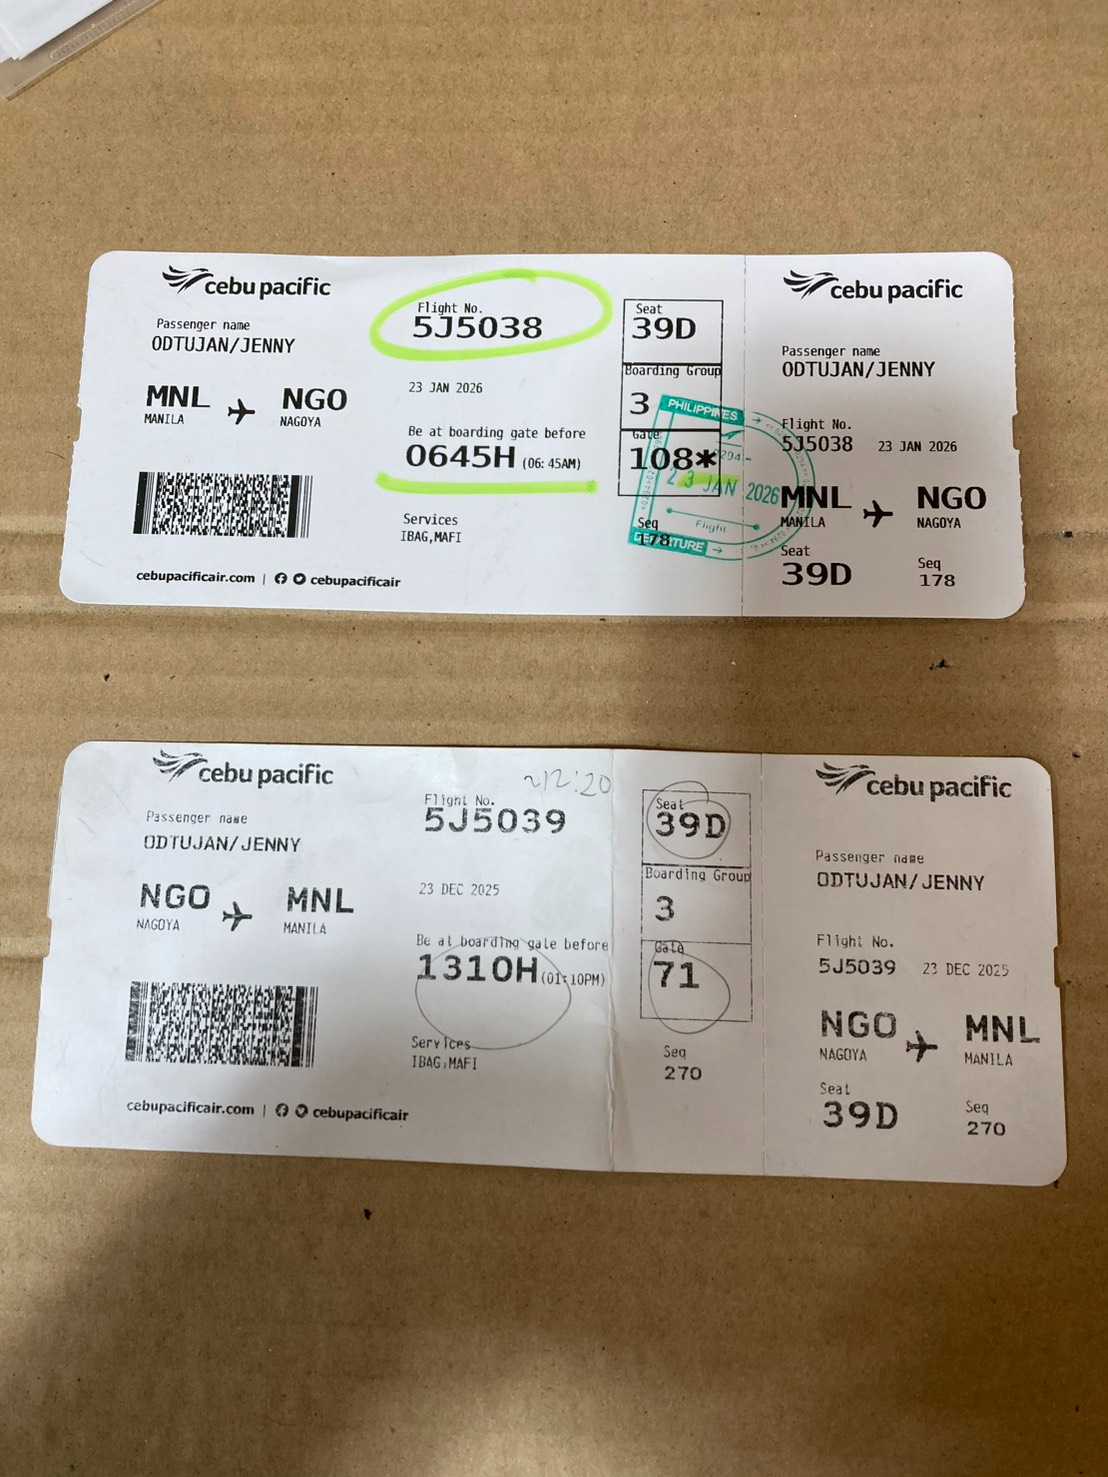 cebu pacific
Passenger name
ODTUJAN/JENNY
MNL NGO
MANILA NAGOYA
cebupacificair.com | cebupacificair
Flight No.
5J5038
23 JAN 2026
Be at boarding gate before
0645H (06:45AM)
Services
IBAG,MAFI
Seat
39D
Boarding Group
3
Gate
108*
Seq
178
PHILIPPINES
23 JAN 2026
Flight
DEPARTURE
cebu pacific
Passenger name
ODTUJAN/JENNY
Flight No.
5J5038 23 JAN 2026
MNL NGO
MANILA NAGOYA
Seat
39D
Seq
178
cebu pacific
Passenger name
ODTUJAN/JENNY
NGO MNL
NAGOYA MANILA
cebupacificair.com | cebupacificair
~12:20
Flight No.
5J5039
23 DEC 2025
Be at boarding gate before
1310H (01:10PM)
Services
IBAG,MAFI
Seat
39D
Boarding Group
3
Gate
71
Seq
270
cebu pacific
Passenger name
ODTUJAN/JENNY
Flight No.
5J5039 23 DEC 2025
NGO MNL
NAGOYA MANILA
Seat
39D
Seq
270